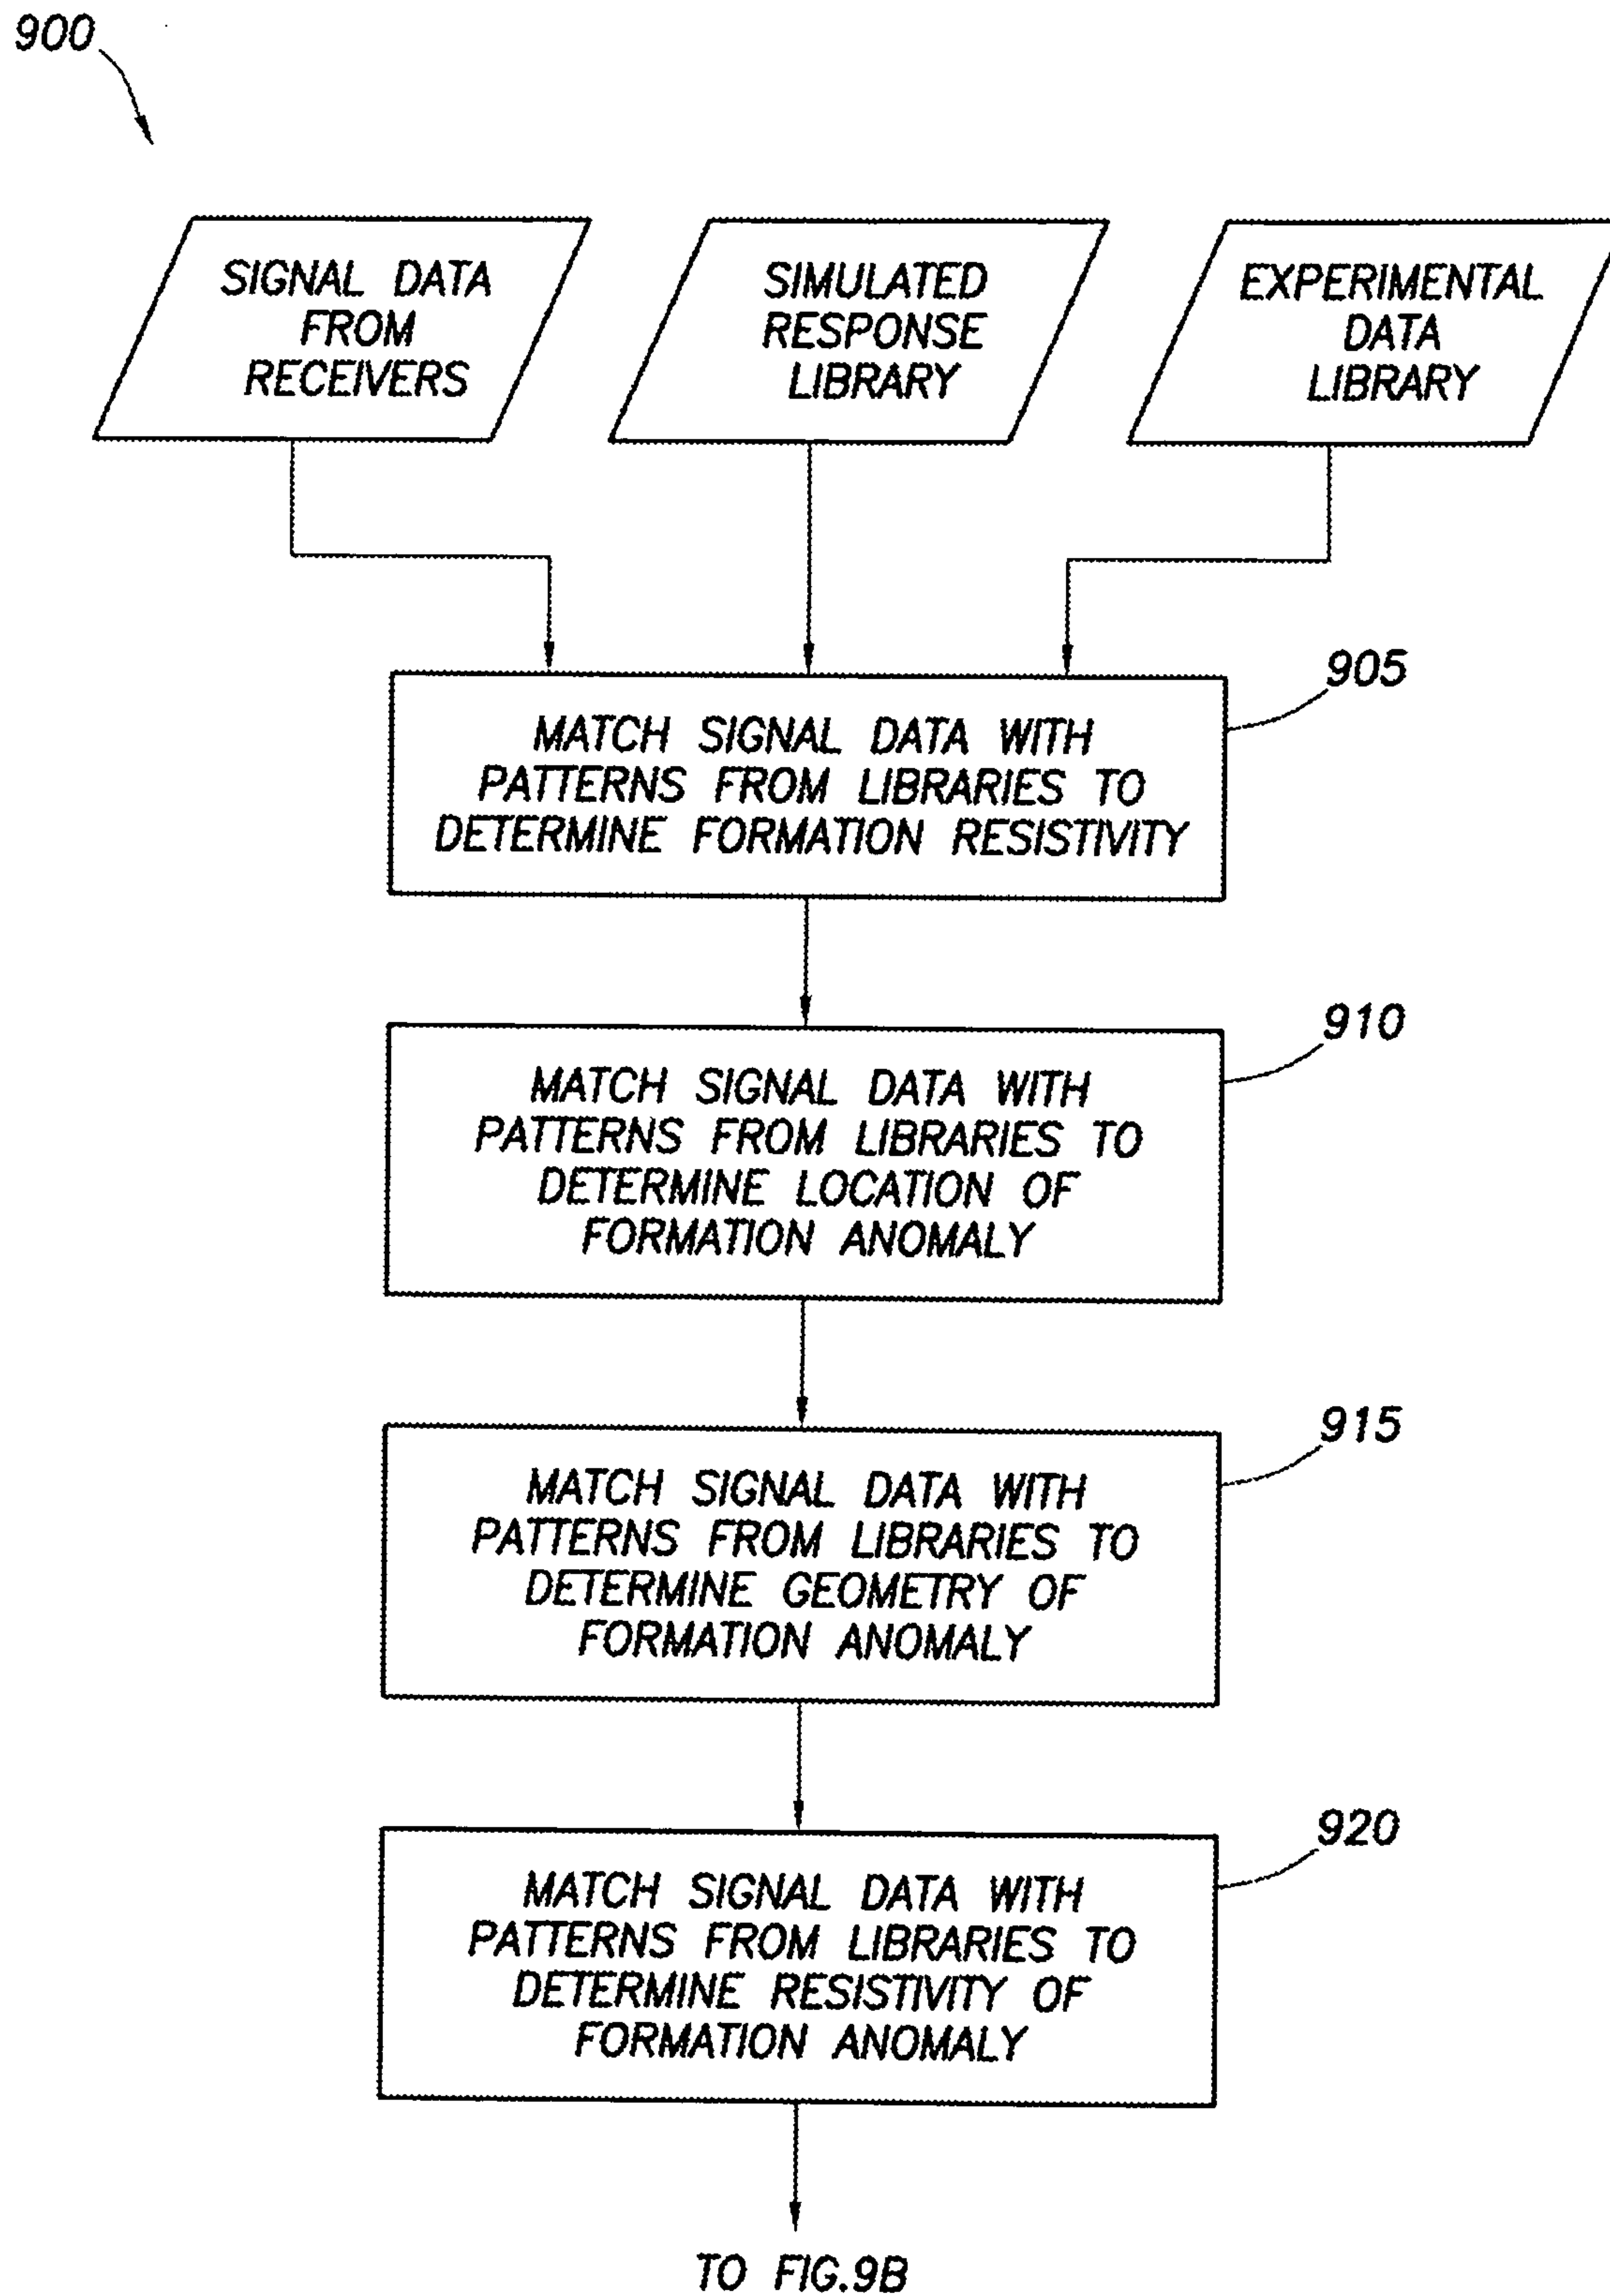 900
SIGNAL DATA
FROM
RECEIVERS
SIMULATED
RESPONSE
LIBRARY
EXPERIMENTAL
DATA
LIBRARY
905
MATCH SIGNAL DATA WITH
PATTERNS FROM LIBRARIES TO
DETERMINE FORMATION RESISTIVITY
910
MATCH SIGNAL DATA WITH
PATTERNS FROM LIBRARIES TO
DETERMINE LOCATION OF
FORMATION ANOMALY
915
MATCH SIGNAL DATA WITH
PATTERNS FROM LIBRARIES TO
DETERMINE GEOMETRY OF
FORMATION ANOMALY
920
MATCH SIGNAL DATA WITH
PATTERNS FROM LIBRARIES TO
DETERMINE RESISTIVITY OF
FORMATION ANOMALY
TO FIG.9B